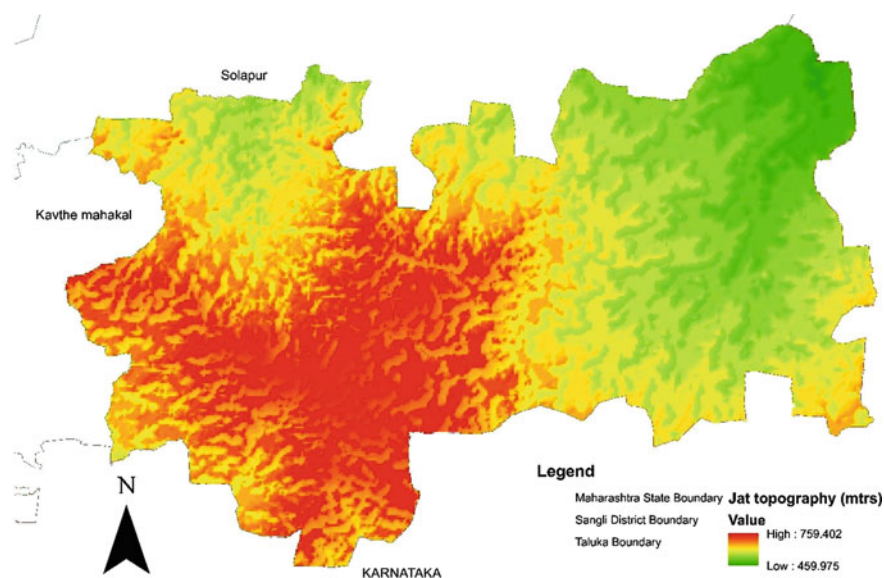 Solapur
Kavthe mahakal
N
KARNATAKA
Legend
Maharashtra State Boundary
Sangli District Boundary
Taluka Boundary
Jat topography (mtrs)
Value
High : 759.402
Low : 459.975